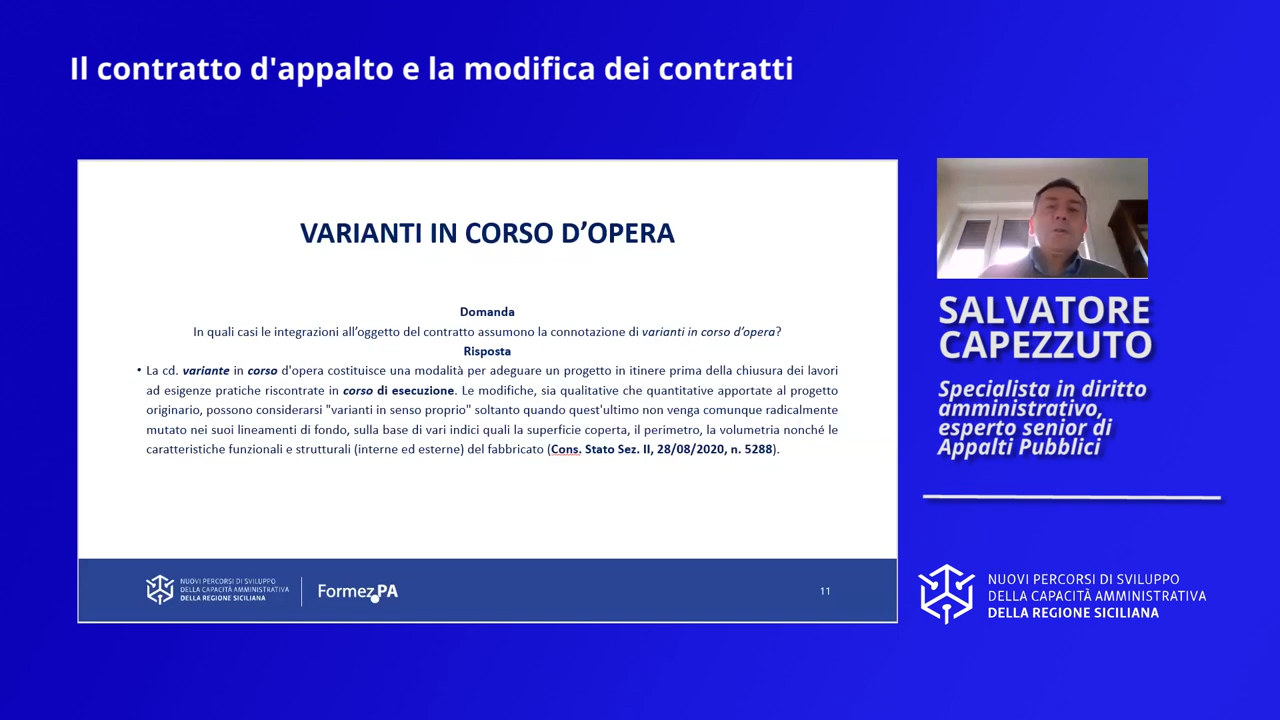 Il contratto d'appalto e la modifica dei contratti
VARIANTI IN CORSO D’OPERA
Domanda
In quali casi le integrazioni all’oggetto del contratto assumono la connotazione di varianti in corso d’opera?
Risposta
• La cd. variante in corso d'opera costituisce una modalità per adeguare un progetto in itinere prima della chiusura dei lavori
ad esigenze pratiche riscontrate in corso di esecuzione. Le modifiche, sia qualitative che quantitative apportate al progetto
originario, possono considerarsi "varianti in senso proprio" soltanto quando quest'ultimo non venga comunque radicalmente
mutato nei suoi lineamenti di fondo, sulla base di vari indici quali la superficie coperta, il perimetro, la volumetria nonché le
caratteristiche funzionali e strutturali (interne ed esterne) del fabbricato (Cons. Stato Sez. II, 28/08/2020, n. 5288).
NUOVI PERCORSI DI SVILUPPO
DELLA CAPACITÀ AMMINISTRATIVA
DELLA REGIONE SICILIANA
Formez PA
11
SALVATORE
CAPEZZUTO
Specialista in diritto
amministrativo,
esperto senior di
Appalti Pubblici
NUOVI PERCORSI DI SVILUPPO
DELLA CAPACITÀ AMMINISTRATIVA
DELLA REGIONE SICILIANA